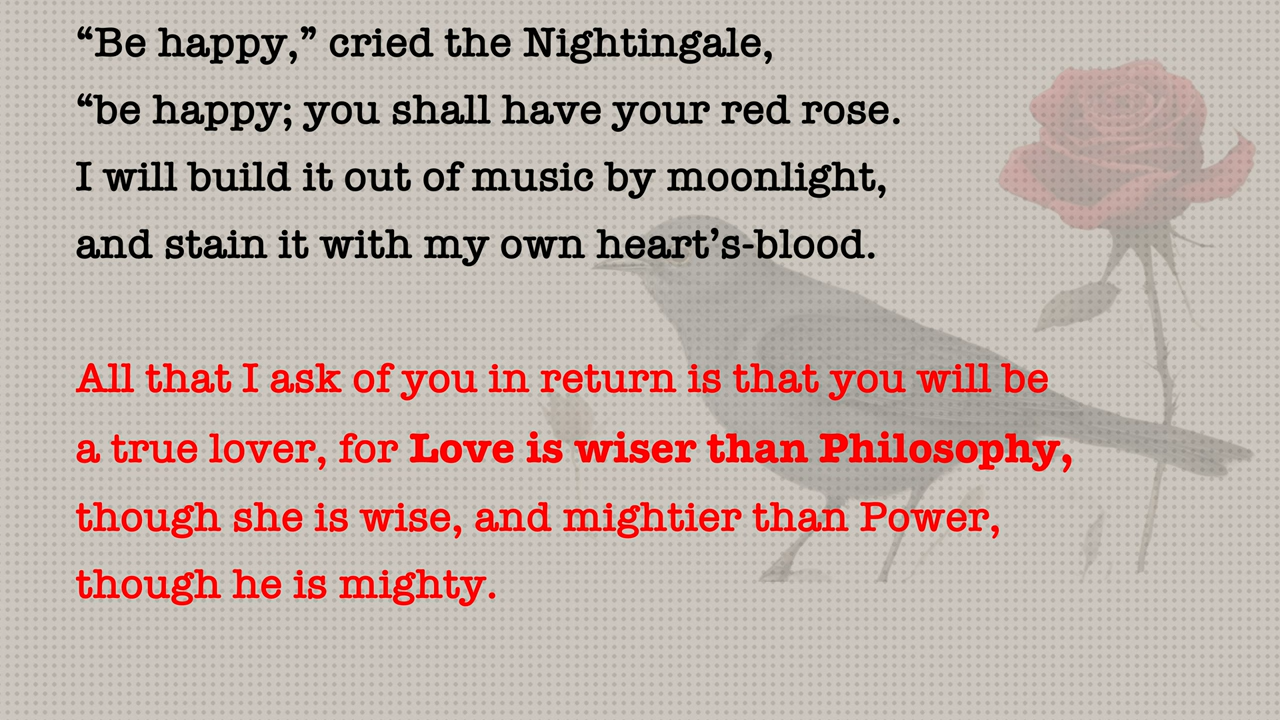 “Be happy,” cried the Nightingale,
“be happy; you shall have your red rose.
I will build it out of music by moonlight,
and stain it with my own heart’s-blood.
All that I ask of you in return is that you will be
a true lover, for Love is wiser than Philosophy,
though she is wise, and mightier than Power,
though he is mighty.